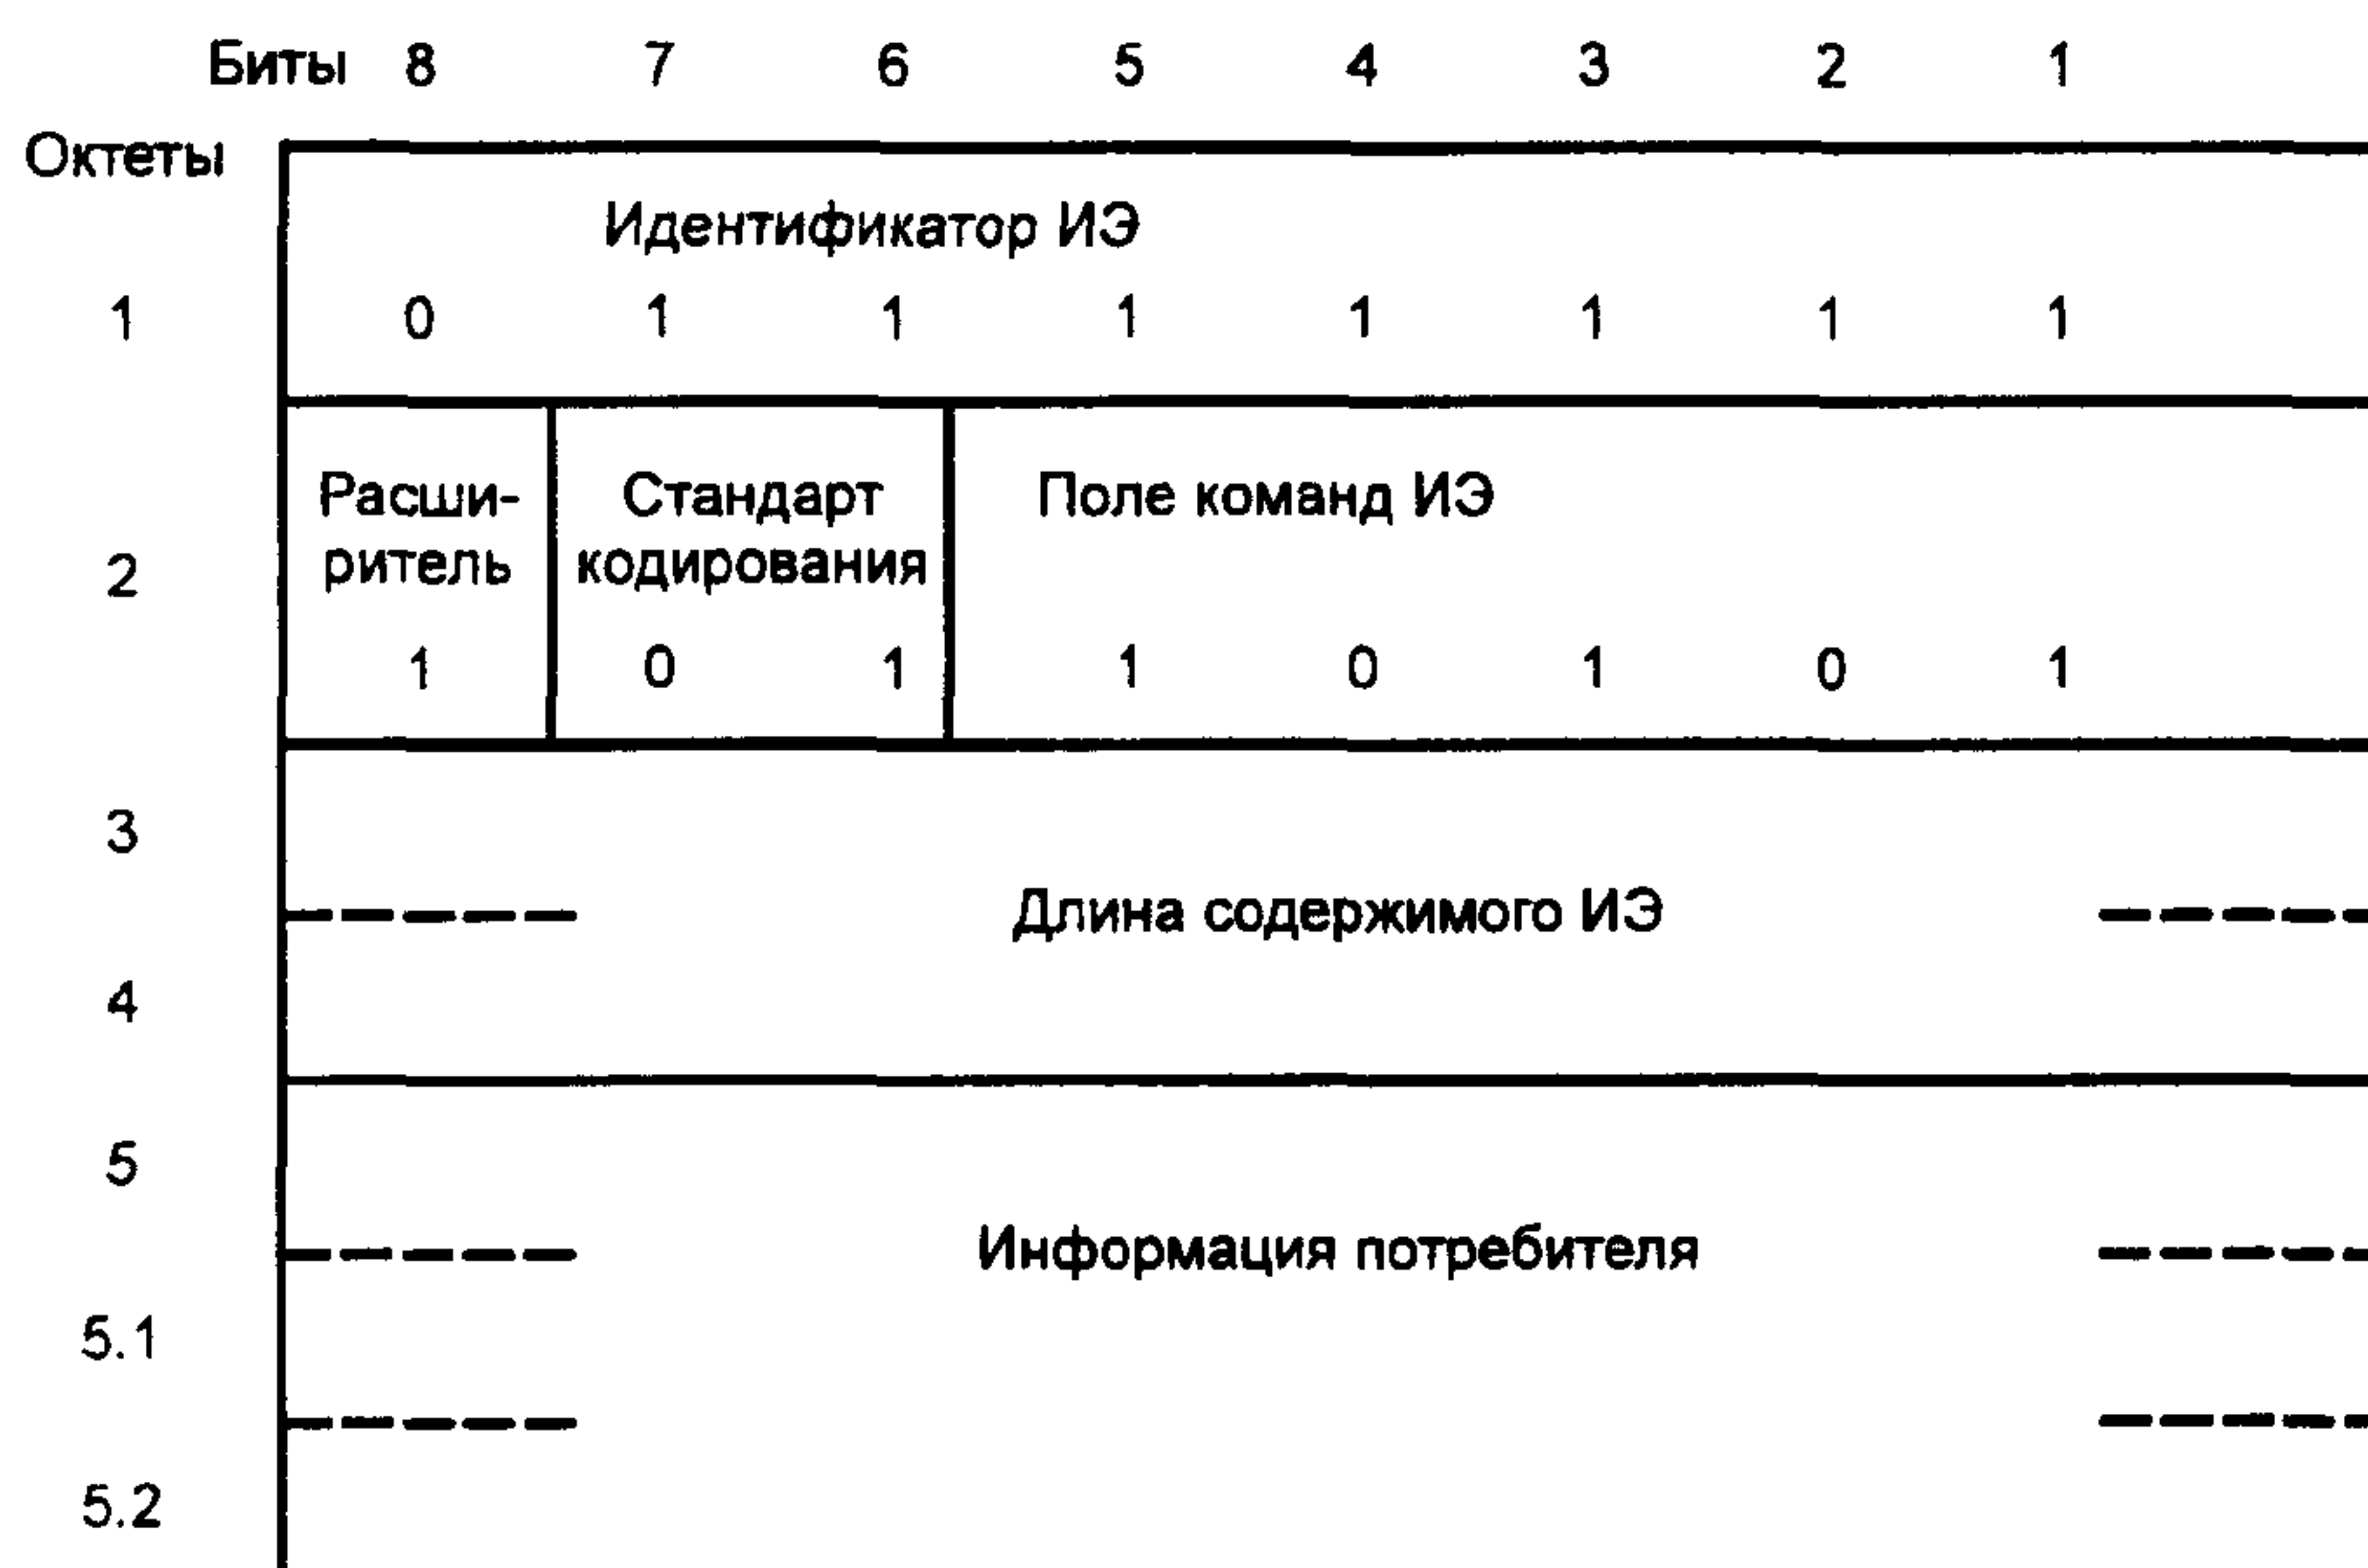 Биты 8 7 6 5 4 3 2 1
Октеты
Идентификатор ИЭ
1 0 1 1 1 1 1 1 1
Расши- Стандарт Поле команд ИЭ
ритель кодирования
2
1 0 1 1 0 1 0 1
3
Длина содержимого ИЭ
4
5
Информация потребителя
5.1
5.2